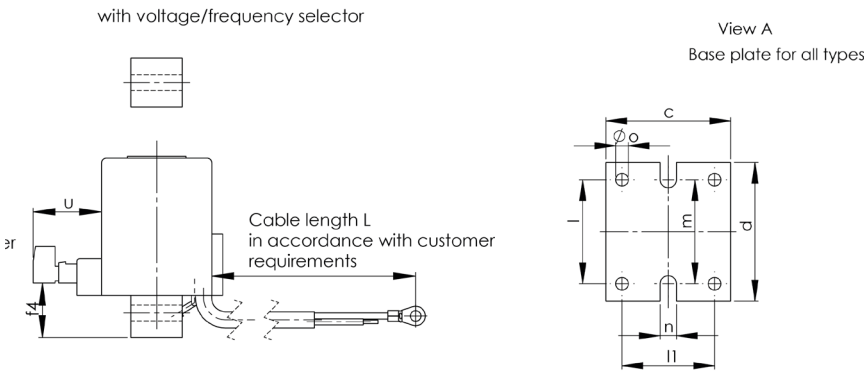 with voltage/frequency selector
View A
Base plate for all types
c
Ø o
u
Cable length L
in accordance with customer
requirements
er
l
m
d
f4
n
l1